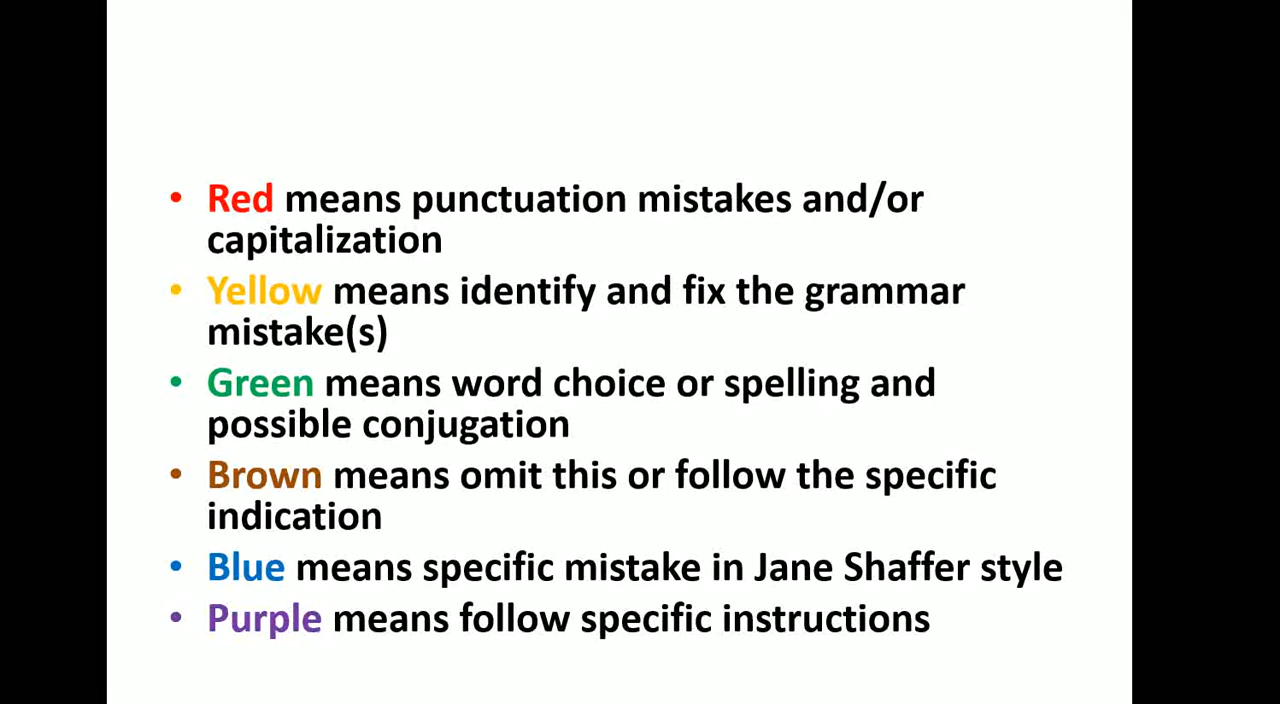 • Red means punctuation mistakes and/or
capitalization
• Yellow means identify and fix the grammar
mistake(s)
• Green means word choice or spelling and
possible conjugation
• Brown means omit this or follow the specific
indication
• Blue means specific mistake in Jane Shaffer style
• Purple means follow specific instructions